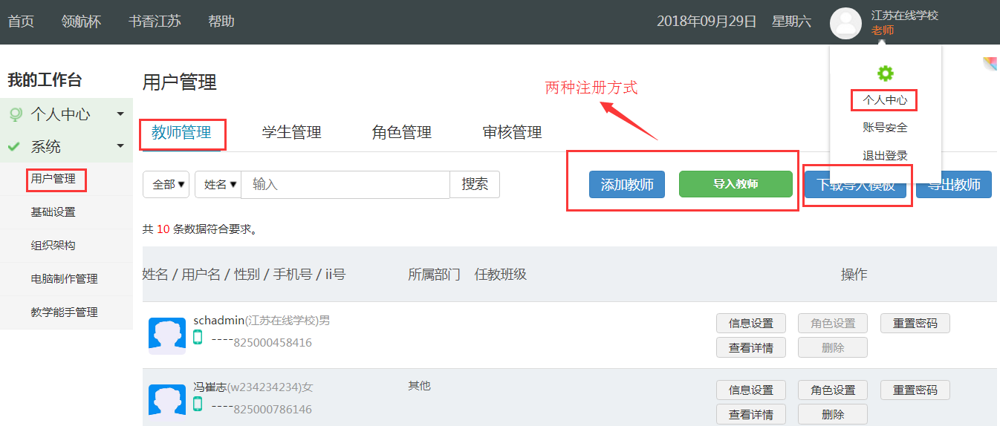 首页 领航杯 书香江苏 帮助 2018年09月29日 星期六 江苏在线学校
老师
我的工作台
个人中心
系统
用户管理
基础设置
组织架构
电脑制作管理
教学能手管理
个人中心
账号安全
退出登录
用户管理
两种注册方式
教师管理 学生管理 角色管理 审核管理
全部▼ 姓名▼ 输入 搜索 添加教师 导入教师 下载导入模板 导出教师
共 10 条数据符合要求。
姓名 / 用户名 / 性别 / 手机号 / ii号 所属部门 任教班级 操作
schadmin(江苏在线学校)男 信息设置 角色设置 重置密码
----825000458416 查看详情 删除
冯崔志(w234234234)女 其他 信息设置 角色设置 重置密码
----825000786146 查看详情 删除